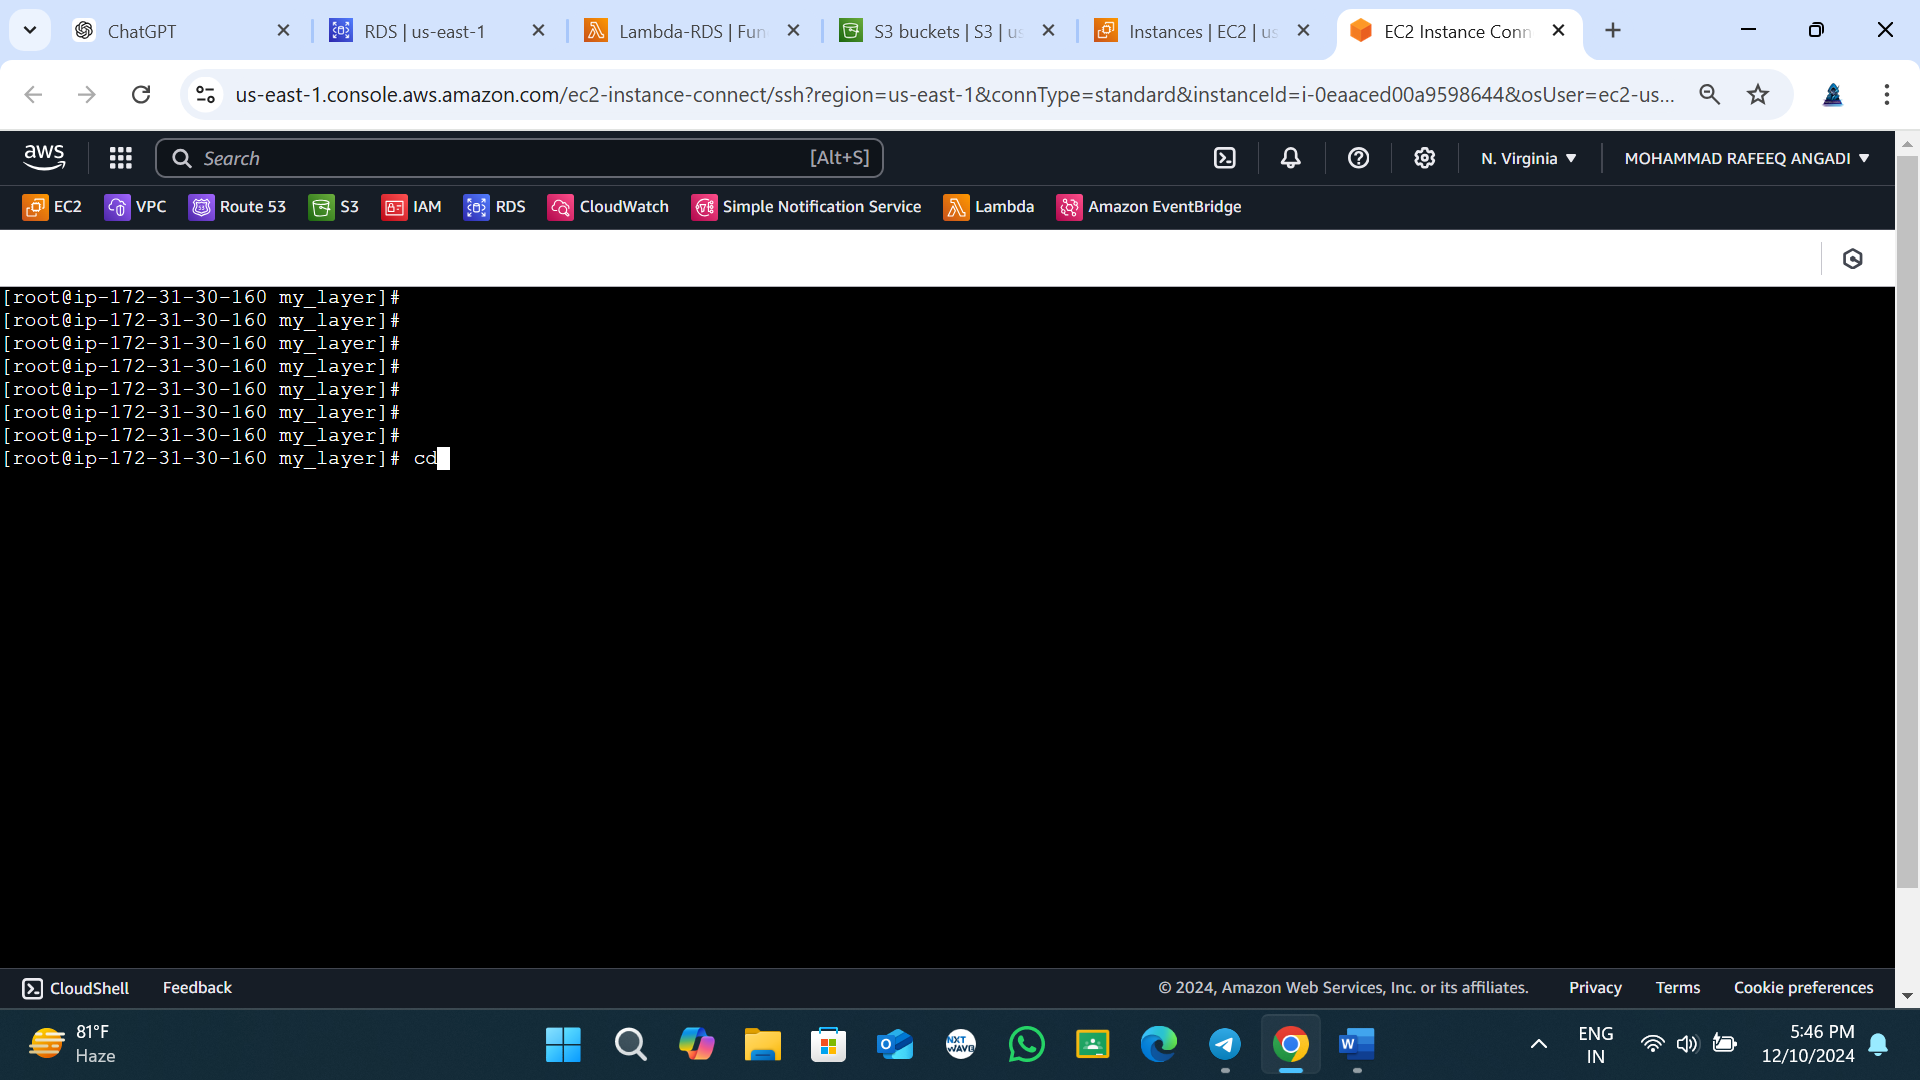 ChatGPT
RDS | us-east-1
Lambda-RDS | Fun
S3 buckets | S3 | us
Instances | EC2 | us
EC2 Instance Conn
us-east-1.console.aws.amazon.com/ec2-instance-connect/ssh?region=us-east-1&connType=standard&instanceId=i-0eaaced00a9598644&osUser=ec2-us...
aws
Search
[Alt+S]
N. Virginia
MOHAMMAD RAFEEQ ANGADI
EC2
VPC
Route 53
S3
IAM
RDS
CloudWatch
Simple Notification Service
Lambda
Amazon EventBridge
[root@ip-172-31-30-160 my_layer]#
[root@ip-172-31-30-160 my_layer]#
[root@ip-172-31-30-160 my_layer]#
[root@ip-172-31-30-160 my_layer]#
[root@ip-172-31-30-160 my_layer]#
[root@ip-172-31-30-160 my_layer]#
[root@ip-172-31-30-160 my_layer]#
[root@ip-172-31-30-160 my_layer]# cd
CloudShell
Feedback
© 2024, Amazon Web Services, Inc. or its affiliates.
Privacy
Terms
Cookie preferences
81°F
Haze
NXT
WAVE
ENG
IN
5:46 PM
12/10/2024